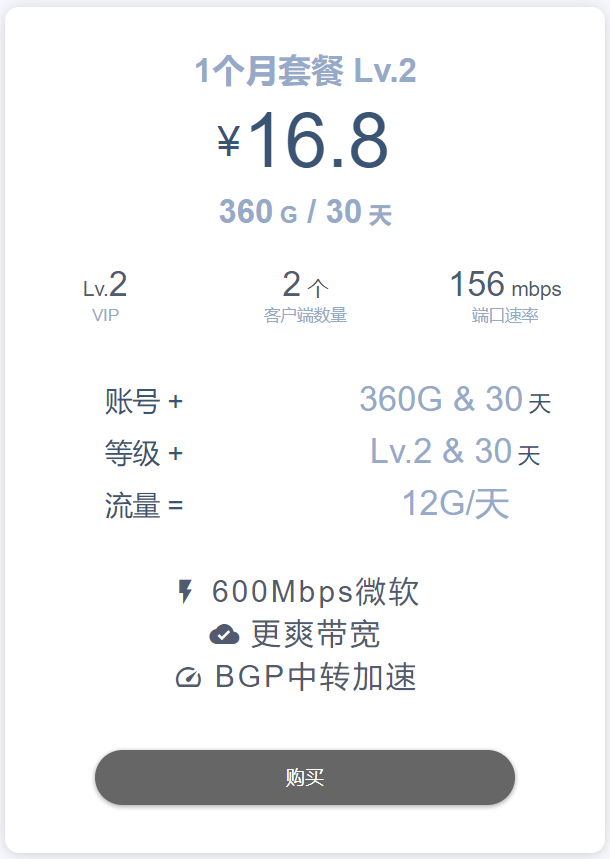 1个月套餐 Lv.2
¥16.8
360 G / 30 天
Lv.2 2 个 156 mbps
VIP 客户端数量 端口速率
账号 + 360G & 30 天
等级 + Lv.2 & 30 天
流量 = 12G/天
600Mbps微软
更爽带宽
BGP中转加速
购买